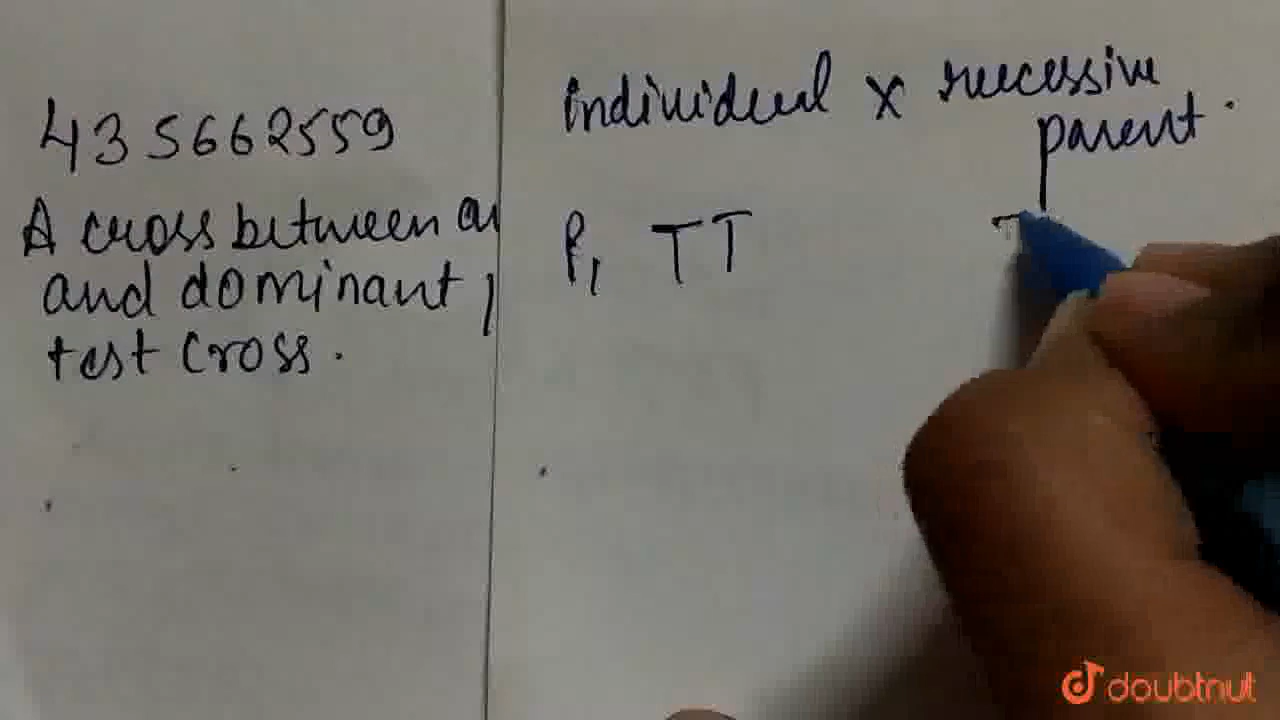 435662559
A cross between a
and dominant
test cross.
individual x recessive
parent.
P1 TT T
doubtnut